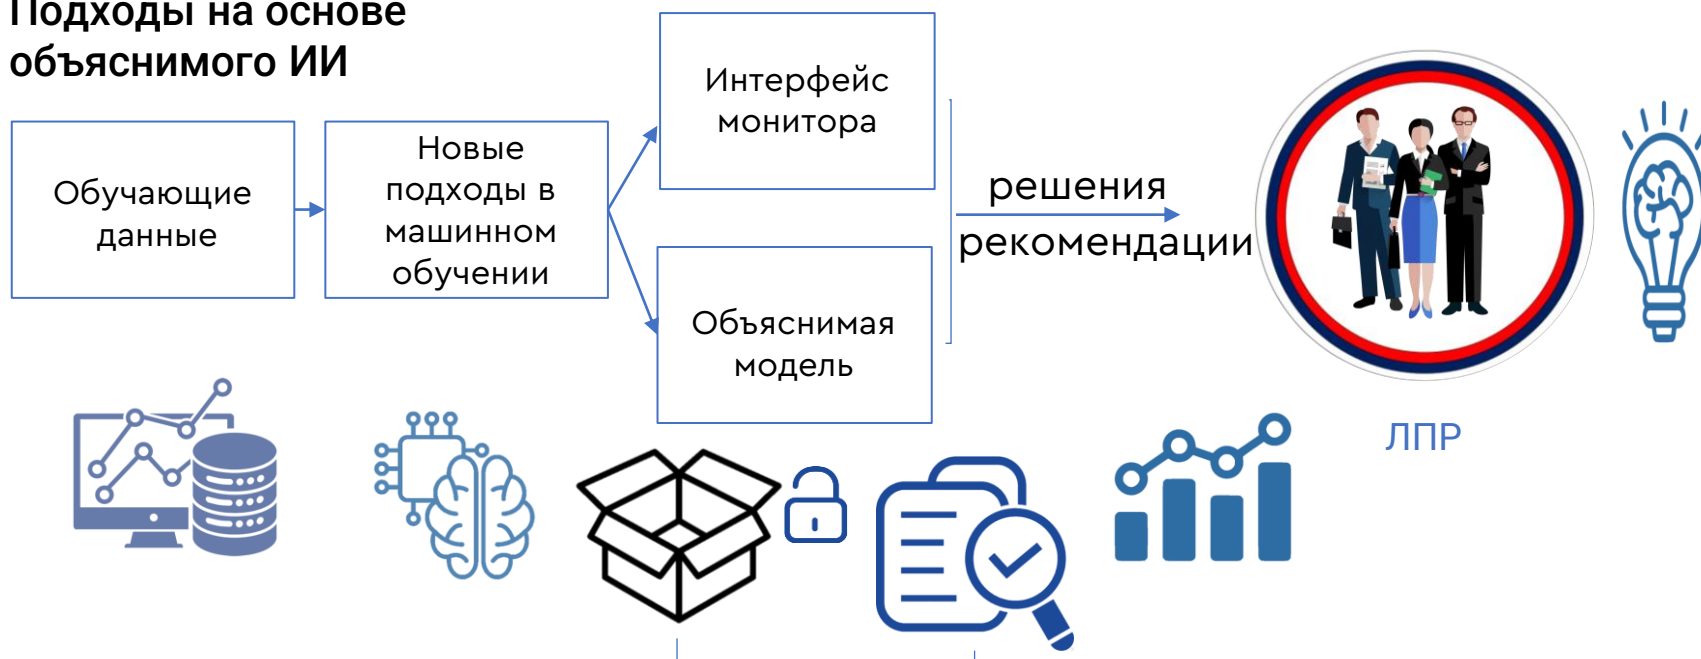 Подходы на основе
объяснимого ИИ
Обучающие
данные
Новые
подходы в
машинном
обучении
Интерфейс
монитора
Объяснимая
модель
решения
рекомендации
ЛПР